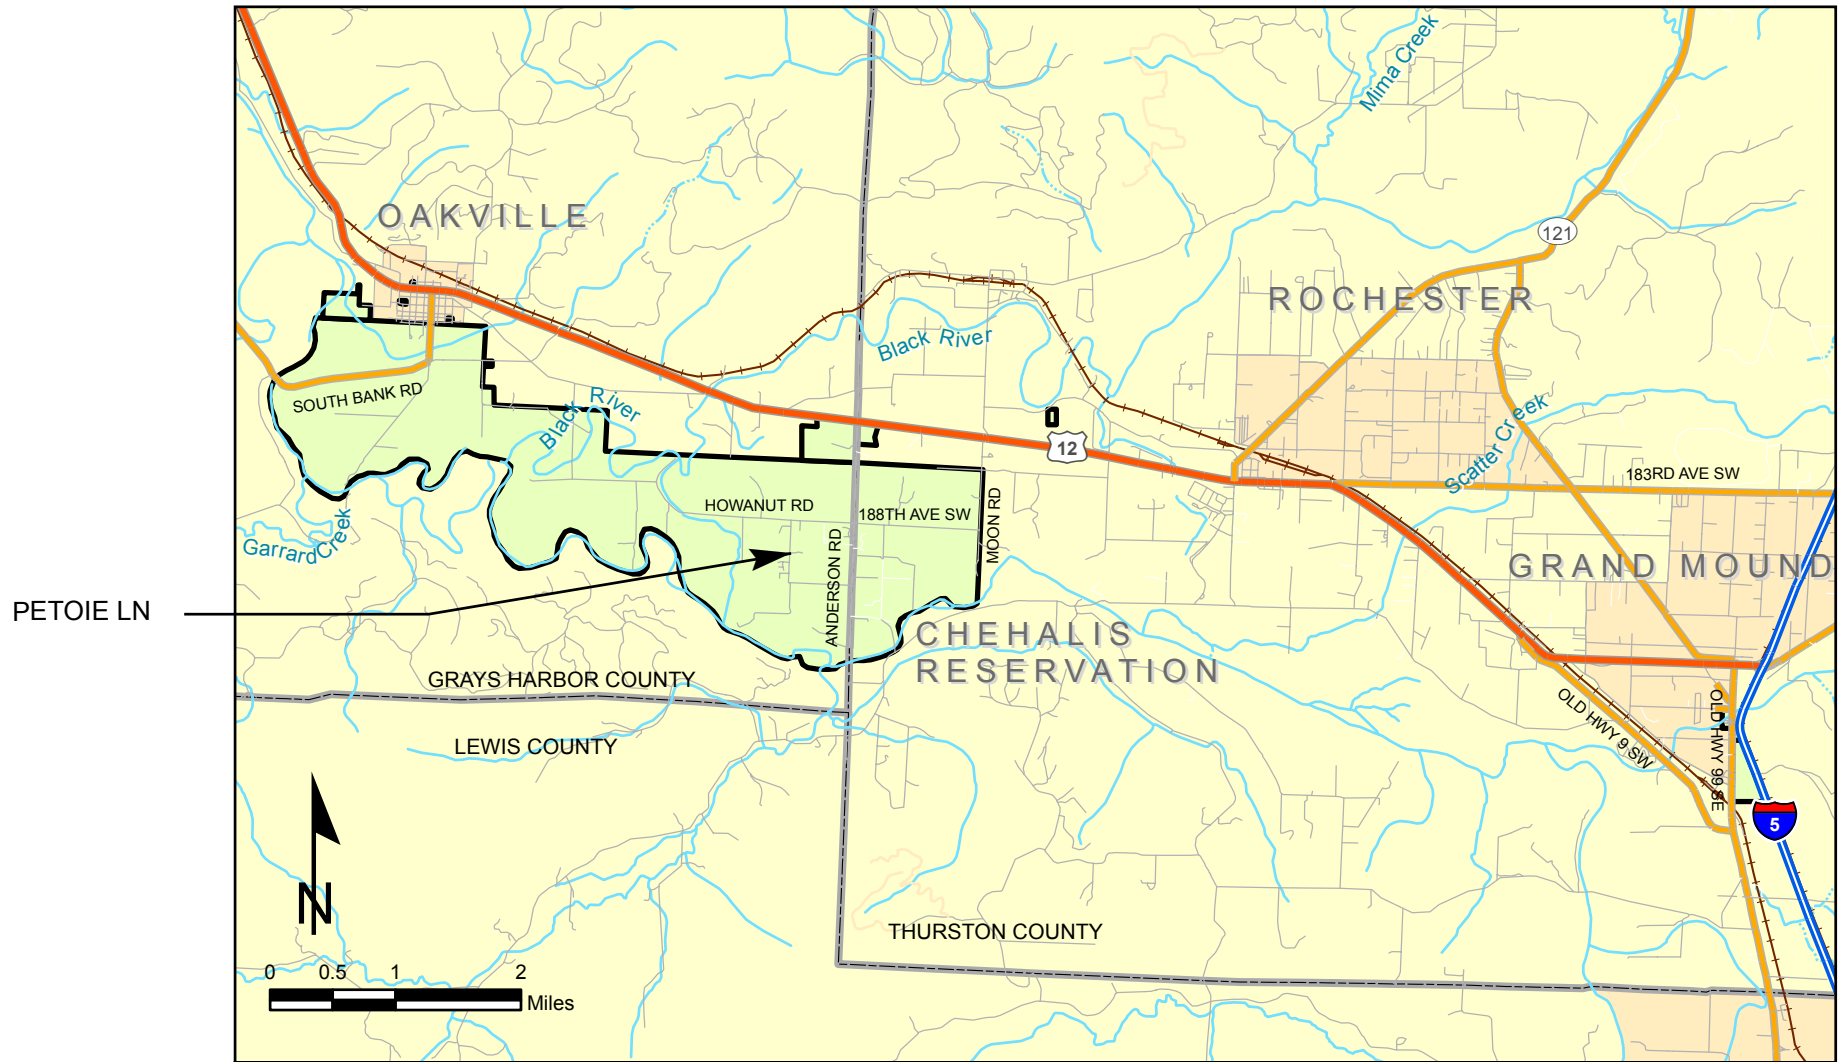 Mima Creek
OAKVILLE
121
ROCHESTER
Black River
SOUTH BANK RD
Black River
12
Scatter Creek
183RD AVE SW
HOWANUT RD
188TH AVE SW
MOON RD
Garrard Creek
ANDERSON RD
GRAND MOUND
PETOIE LN
CHEHALIS
RESERVATION
GRAYS HARBOR COUNTY
LEWIS COUNTY
OLD HWY 9 SW
OLD HWY 99 SE
5
N
THURSTON COUNTY
0 0.5 1 2
Miles